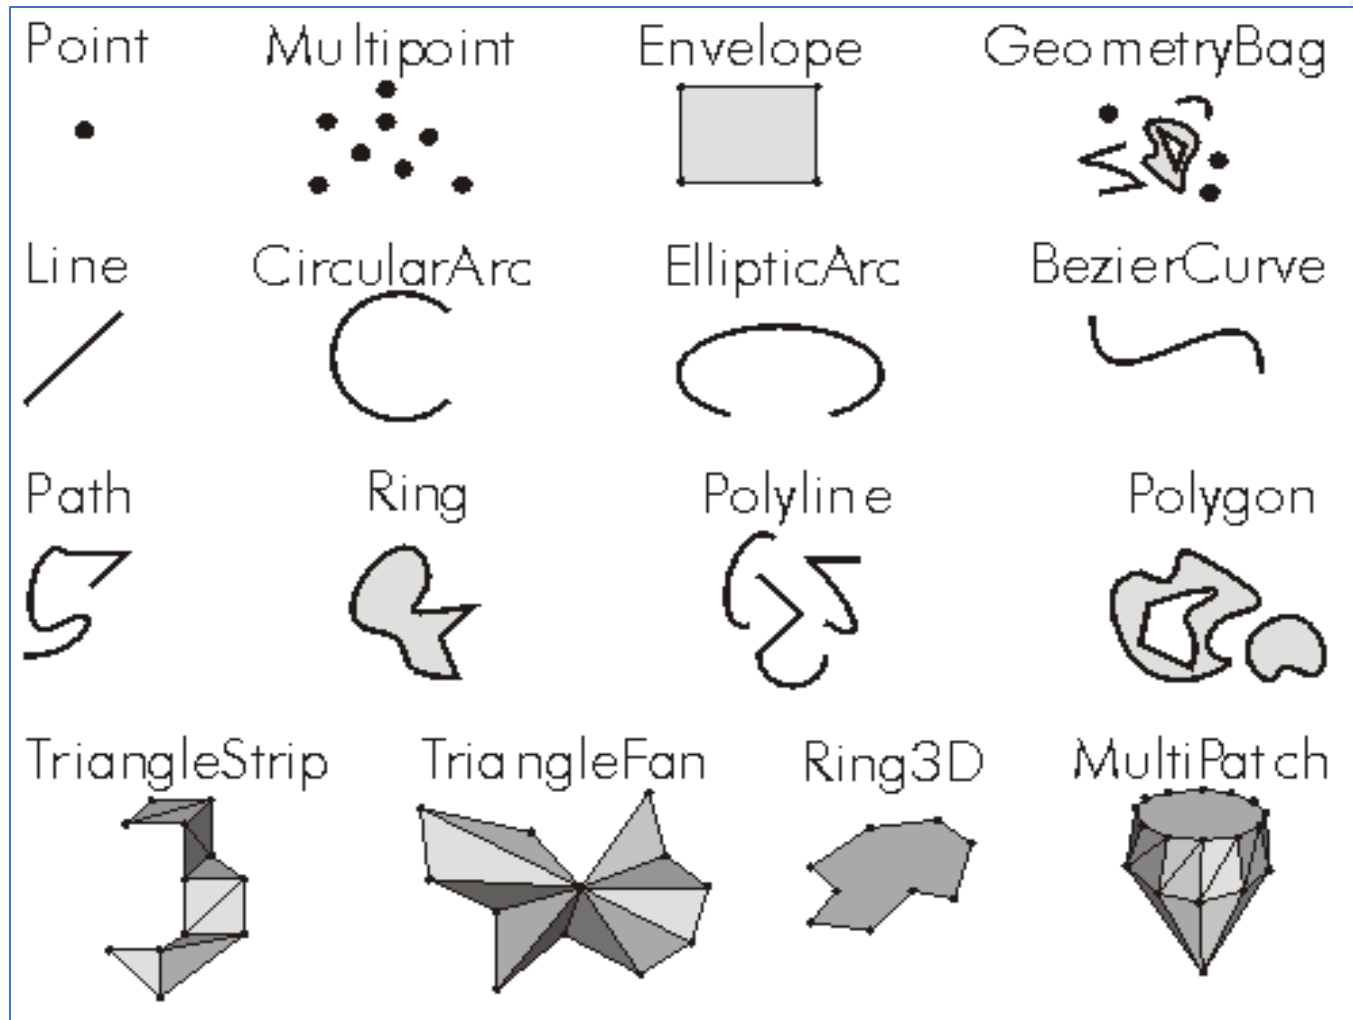 Point Multipoint Envelope GeometryBag
Line CircularArc EllipticArc BezierCurve
Path Ring Polyline Polygon
TriangleStrip TriangleFan Ring3D MultiPatch